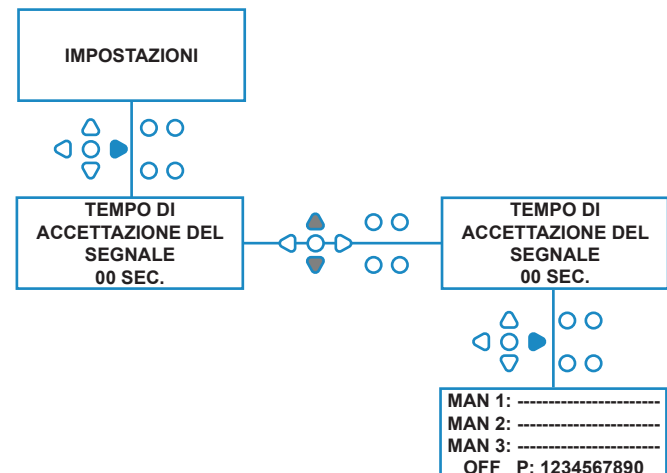 IMPOSTAZIONI
TEMPO DI
ACCETTAZIONE DEL
SEGNALE
00 SEC.
TEMPO DI
ACCETTAZIONE DEL
SEGNALE
00 SEC.
MAN 1: -----------------------
MAN 2: -----------------------
MAN 3: -----------------------
OFF P: 1234567890